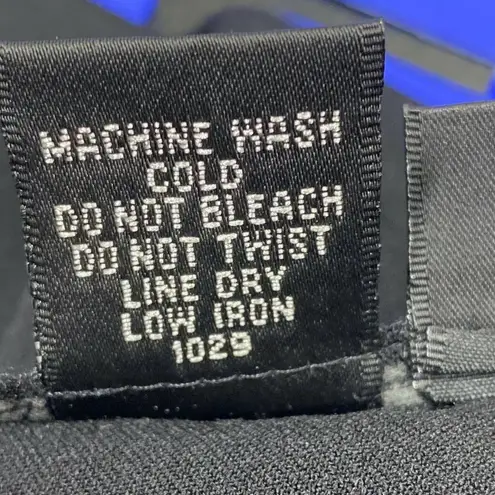 MACHINE WASH
COLD
DO NOT BLEACH
DO NOT TWIST
LINE DRY
LOW IRON
1029